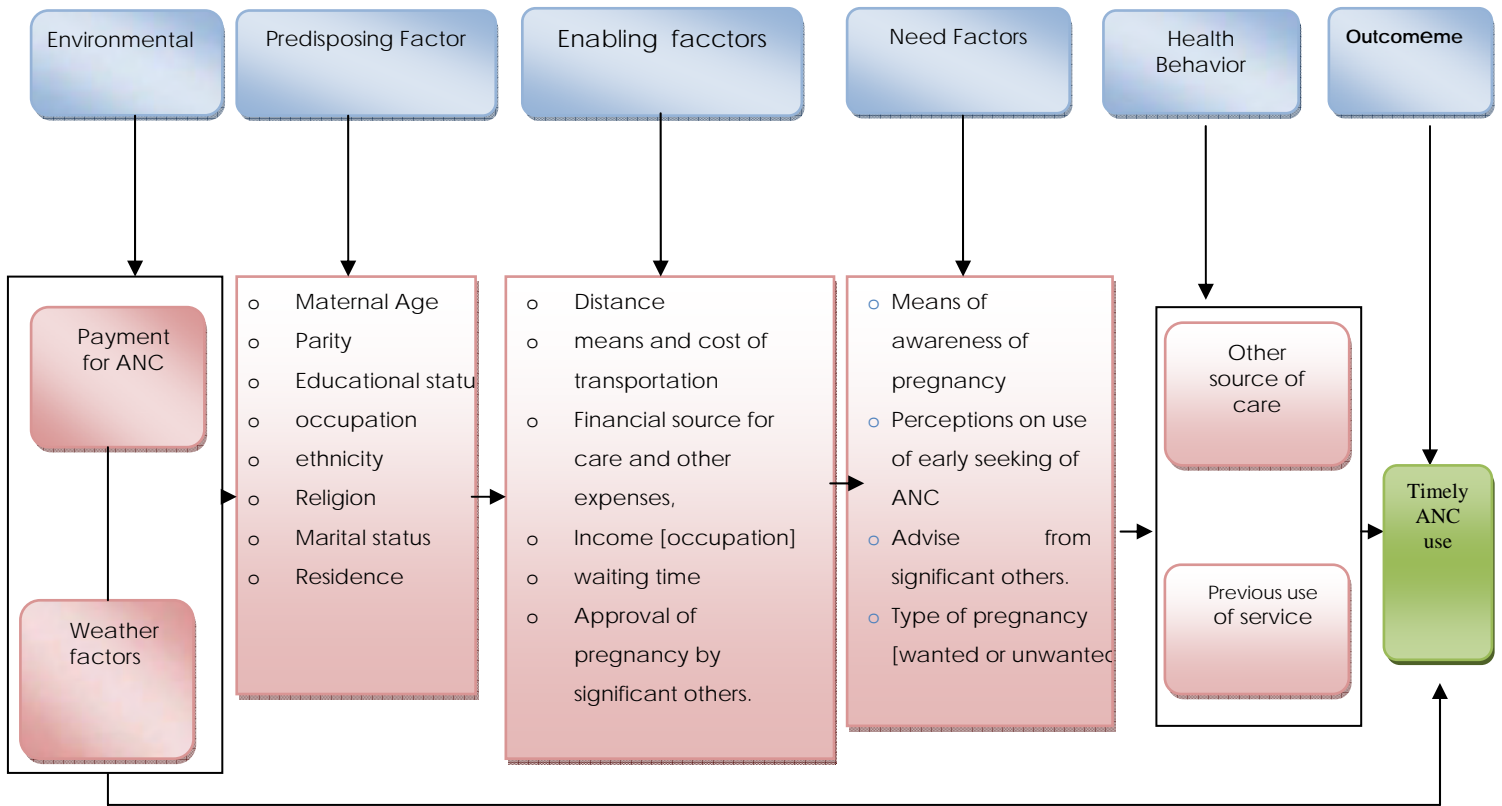 Environmental
Predisposing Factor
Enabling facctors
Need Factors
Health
Behavior
Outcomeme
Payment
for ANC
Weather
factors
o Maternal Age
o Parity
o Educational statu
o occupation
o ethnicity
o Religion
o Marital status
o Residence
o Distance
o means and cost of
transportation
o Financial source for
care and other
expenses,
o Income [occupation]
o waiting time
o Approval of
pregnancy by
significant others.
o Means of
awareness of
pregnancy
o Perceptions on use
of early seeking of
ANC
o Advise from
significant others.
o Type of pregnancy
[wanted or unwanted
Other
source of
care
Previous use
of service
Timely
ANC
use